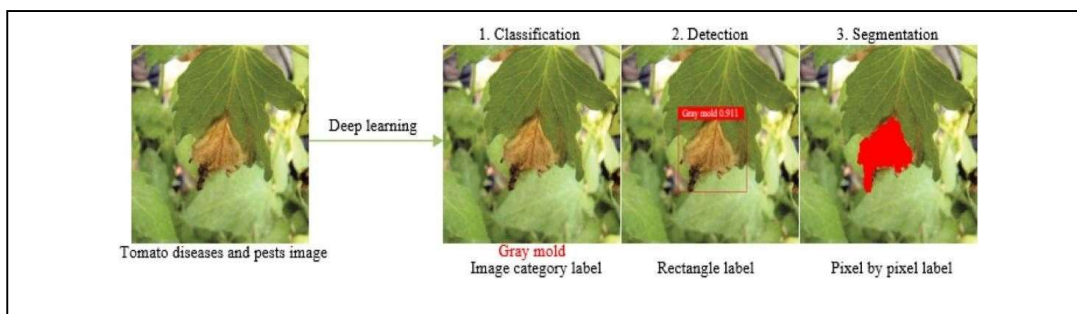 1. Classification
2. Detection
3. Segmentation
Deep learning
Gray mold 0.911
Tomato diseases and pests image
Gray mold
Image category label
Rectangle label
Pixel by pixel label